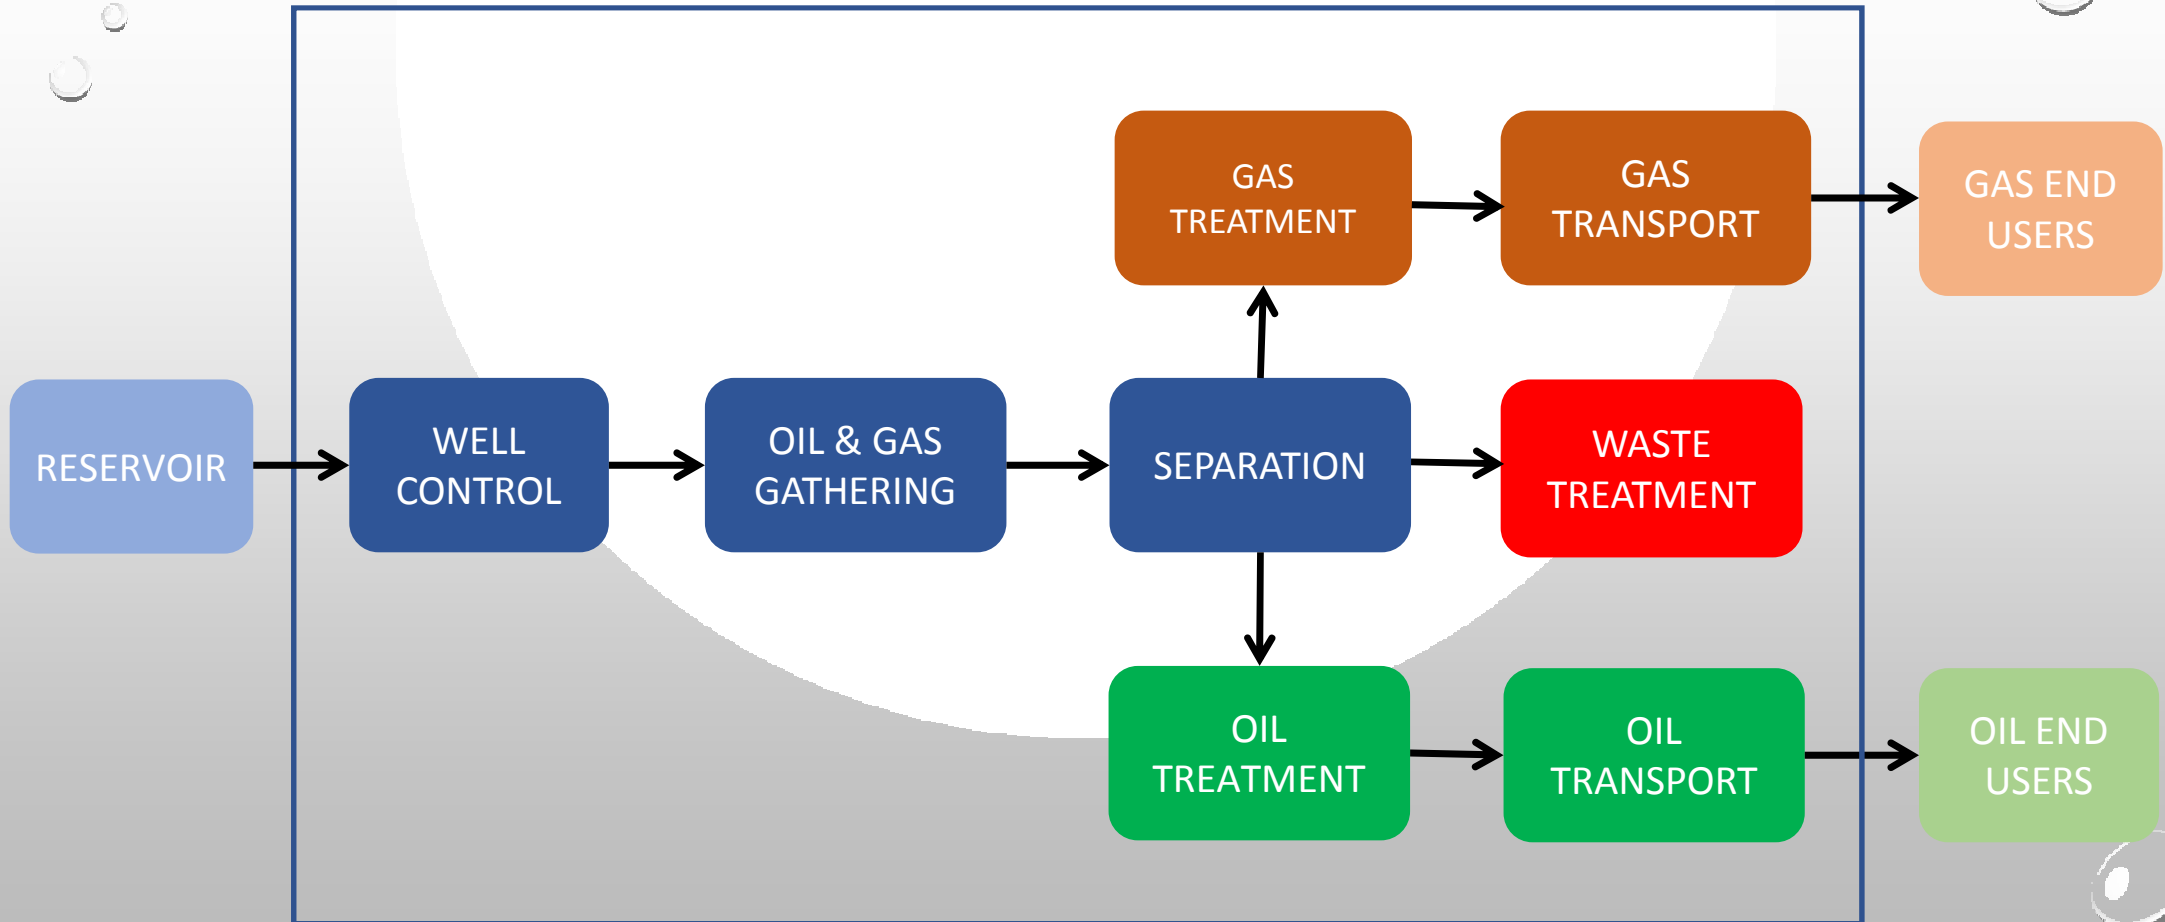 GAS
TREATMENT
GAS
TRANSPORT
GAS END
USERS
RESERVOIR
WELL
CONTROL
OIL & GAS
GATHERING
SEPARATION
WASTE
TREATMENT
OIL
TREATMENT
OIL
TRANSPORT
OIL END
USERS